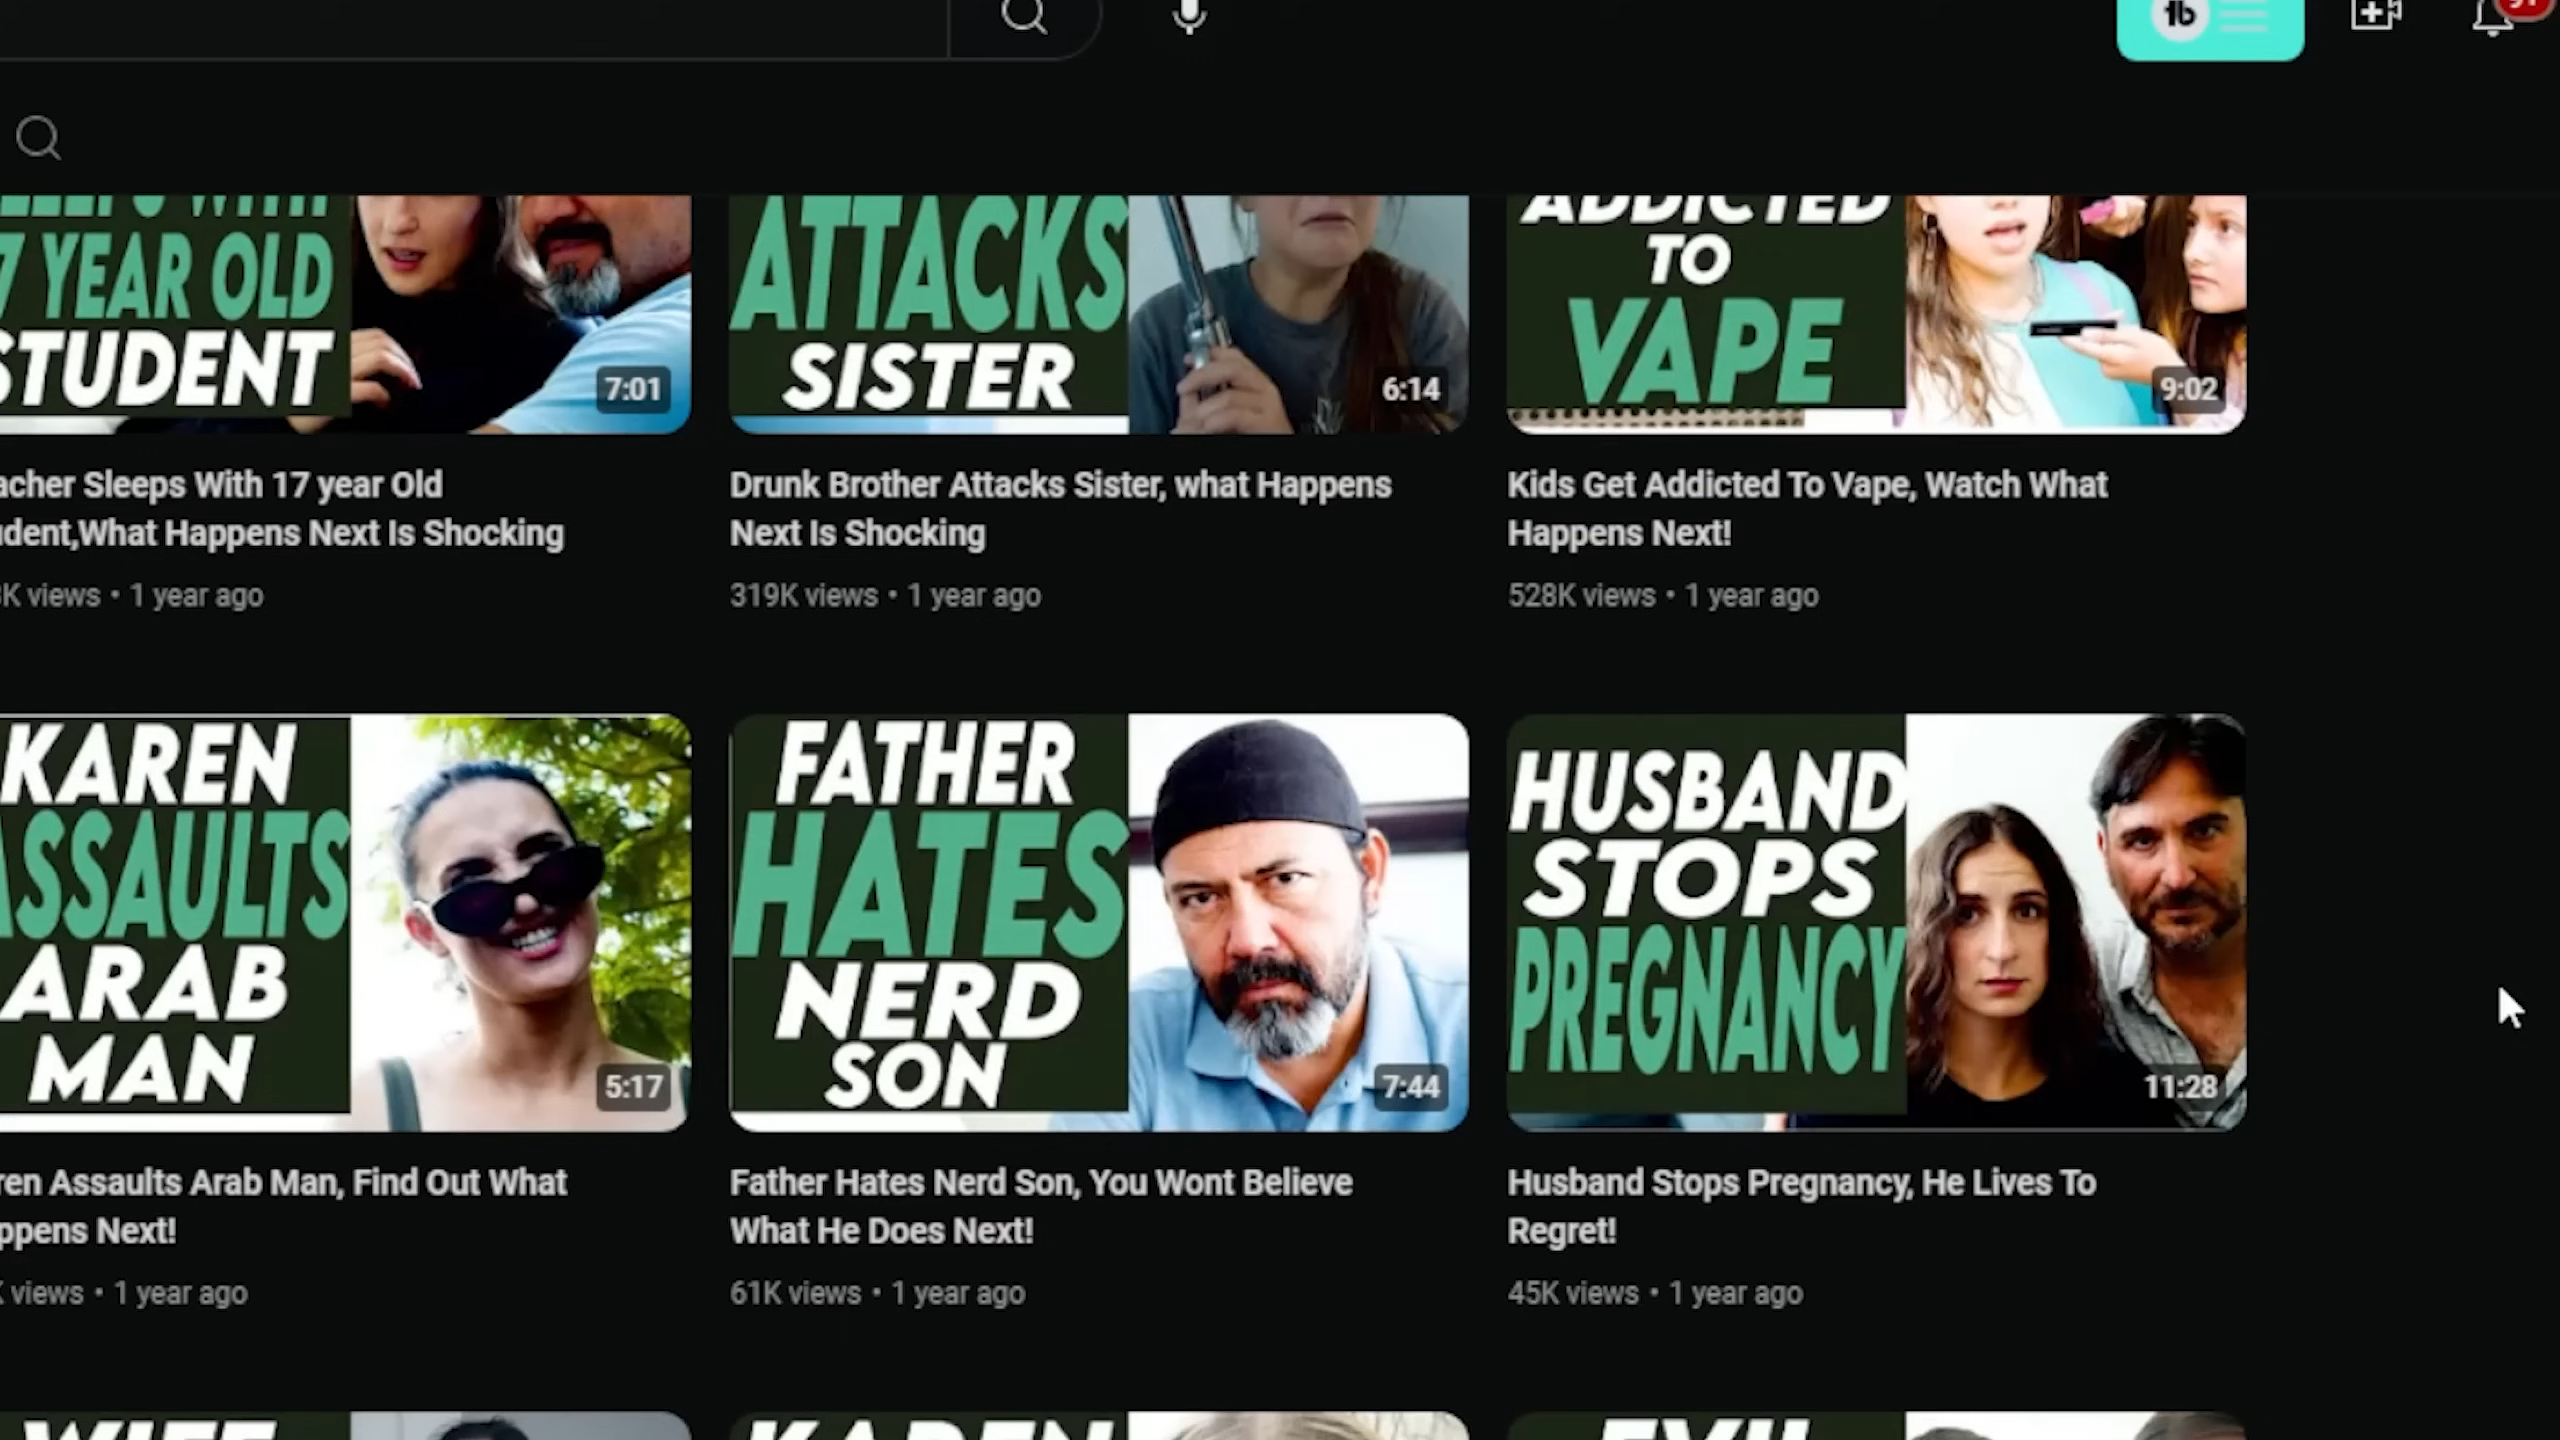 tb
YEAR OLD
STUDENT
7:01
ATTACKS
SISTER
6:14
ADDICTED
TO
VAPE
9:02
Sleeps With 17 year Old
What Happens Next Is Shocking
views • 1 year ago
Drunk Brother Attacks Sister, what Happens
Next Is Shocking
319K views • 1 year ago
Kids Get Addicted To Vape, Watch What
Happens Next!
528K views • 1 year ago
KAREN
ASSAULTS
ARAB
MAN
5:17
FATHER
HATES
NERD
SON
7:44
HUSBAND
STOPS
PREGNANCY
11:28
Assaults Arab Man, Find Out What
Next!
views • 1 year ago
Father Hates Nerd Son, You Wont Believe
What He Does Next!
61K views • 1 year ago
Husband Stops Pregnancy, He Lives To
Regret!
45K views • 1 year ago
WIFE
KAREN
EVIL